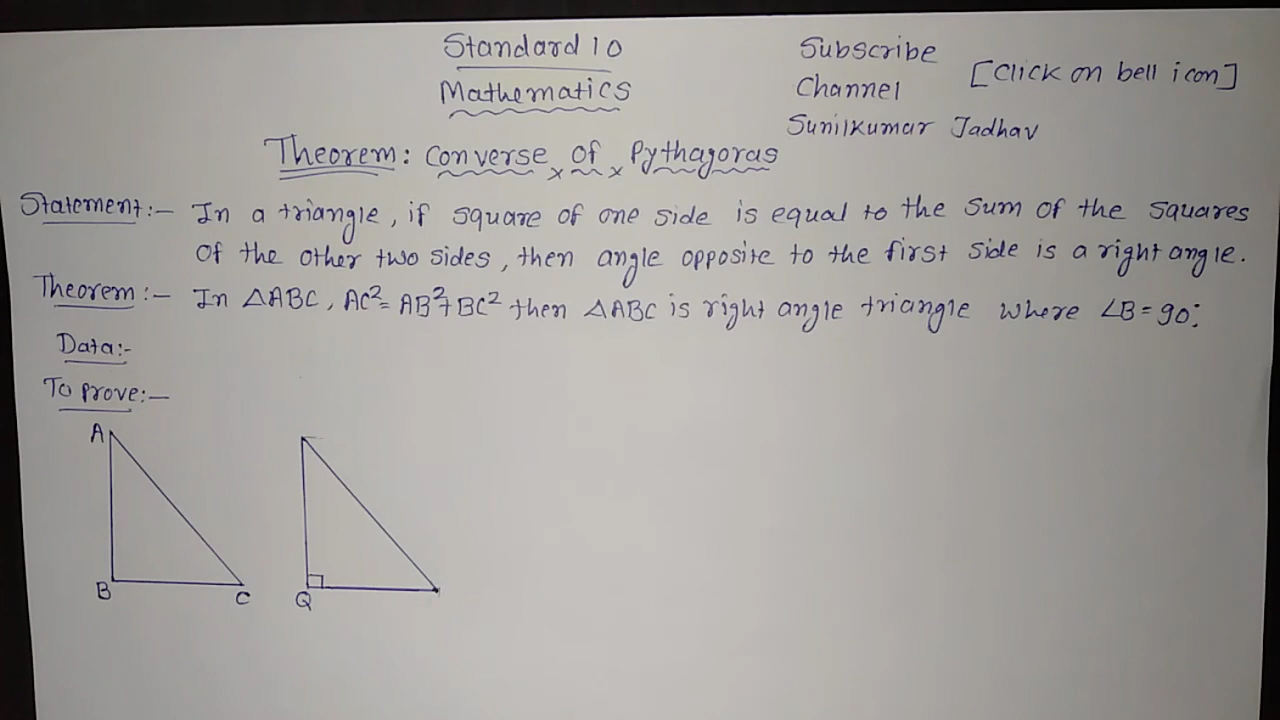 Standard 10
Mathematics
Subscribe
Channel
[Click on bell icon]
Sunilkumar Jadhav
Theorem: Converse of Pythagoras
Statement:- In a triangle, if square of one side is equal to the sum of the squares
of the other two sides, then angle opposite to the first side is a right angle.
Theorem:- In △ABC, AC²= AB²+BC² then △ABC is right angle triangle where ∠B=90°.
Data:-
To prove:-
A
B
C
Q